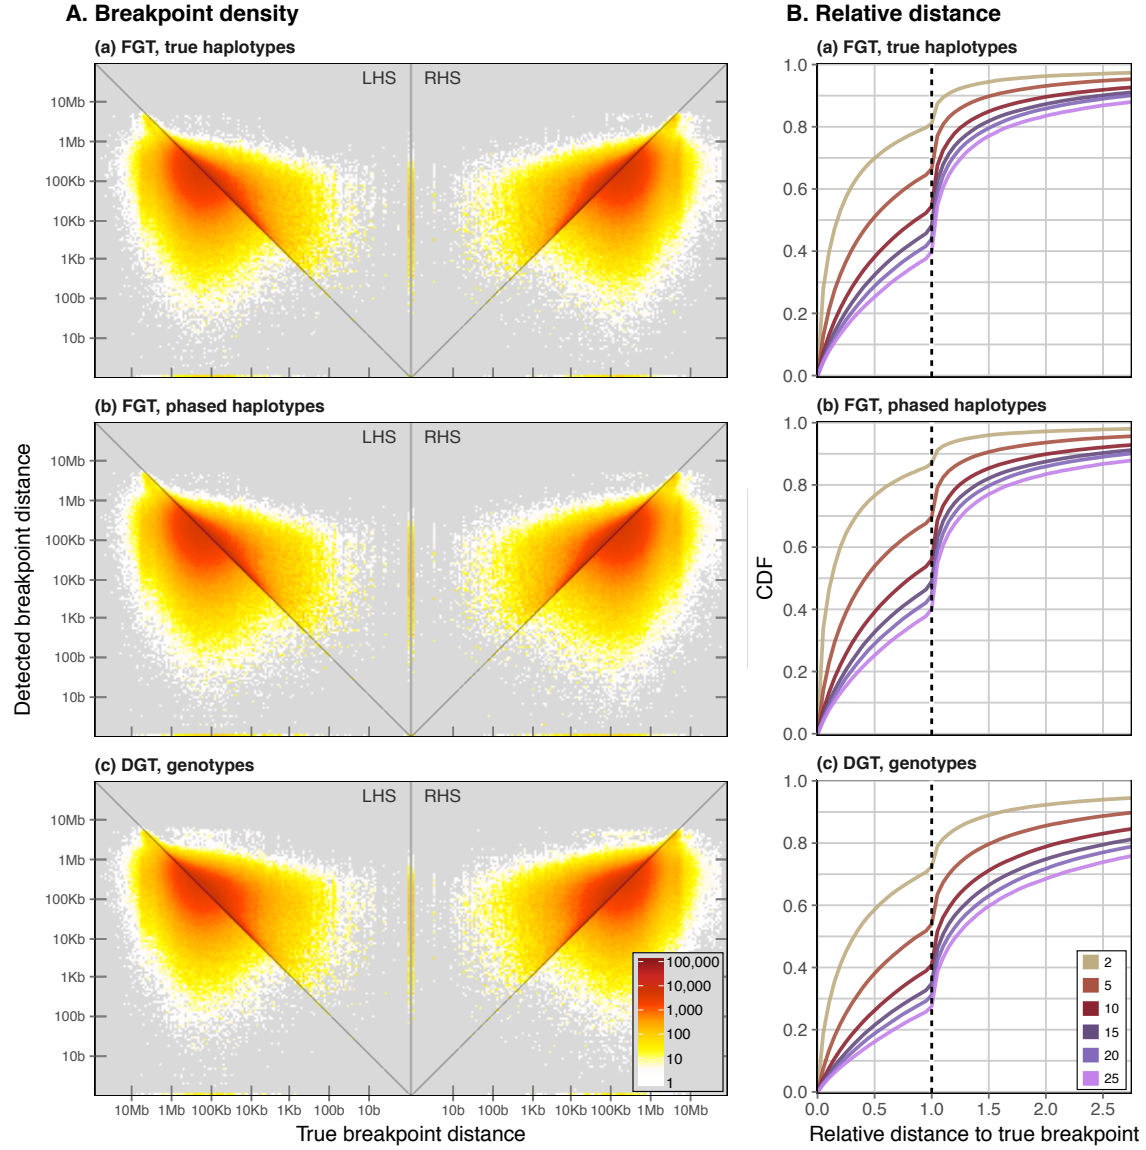 A. Breakpoint density
B. Relative distance
(a) FGT, true haplotypes
LHS
RHS
10Mb
1Mb
100Kb
10Kb
1Kb
100b
10b
(a) FGT, true haplotypes
1.0
0.8
0.6
0.4
0.2
0.0
(b) FGT, phased haplotypes
LHS
RHS
10Mb
1Mb
100Kb
10Kb
1Kb
100b
10b
(b) FGT, phased haplotypes
1.0
0.8
0.6
0.4
0.2
0.0
Detected breakpoint distance
CDF
(c) DGT, genotypes
LHS
RHS
10Mb
1Mb
100Kb
10Kb
1Kb
100b
10b
100,000
10,000
1,000
100
10
1
10Mb 1Mb 100Kb 10Kb 1Kb 100b 10b 10b 100b 1Kb 10Kb 100Kb 1Mb 10Mb
True breakpoint distance
(c) DGT, genotypes
1.0
0.8
0.6
0.4
0.2
0.0
2
5
10
15
20
25
0.0 0.5 1.0 1.5 2.0 2.5
Relative distance to true breakpoint